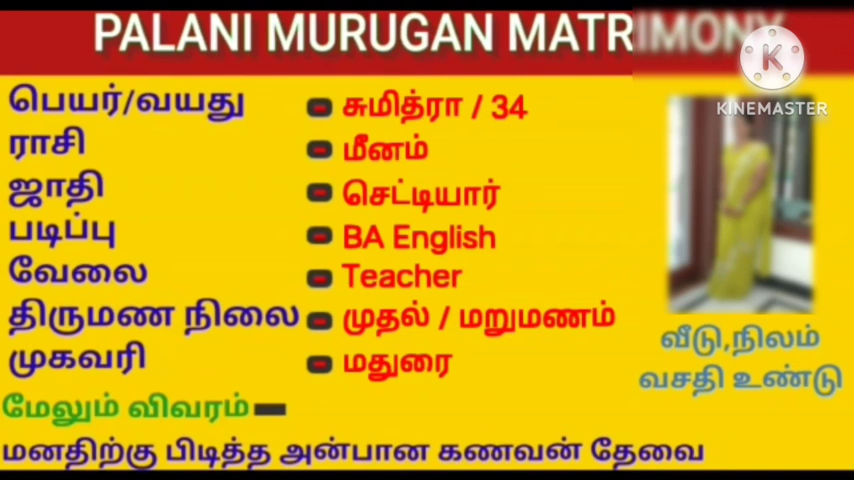 PALANI MURUGAN MATRIMONY
KINEMASTER
பெயர்/வயது - சுமித்ரா / 34
ராசி - மீனம்
ஜாதி - செட்டியார்
படிப்பு - BA English
வேலை - Teacher
திருமண நிலை - முதல் / மறுமணம்
முகவரி - மதுரை
வீடு,நிலம்
வசதி உண்டு
மேலும் விவரம் -
மனதிற்கு பிடித்த அன்பான கணவன் தேவை